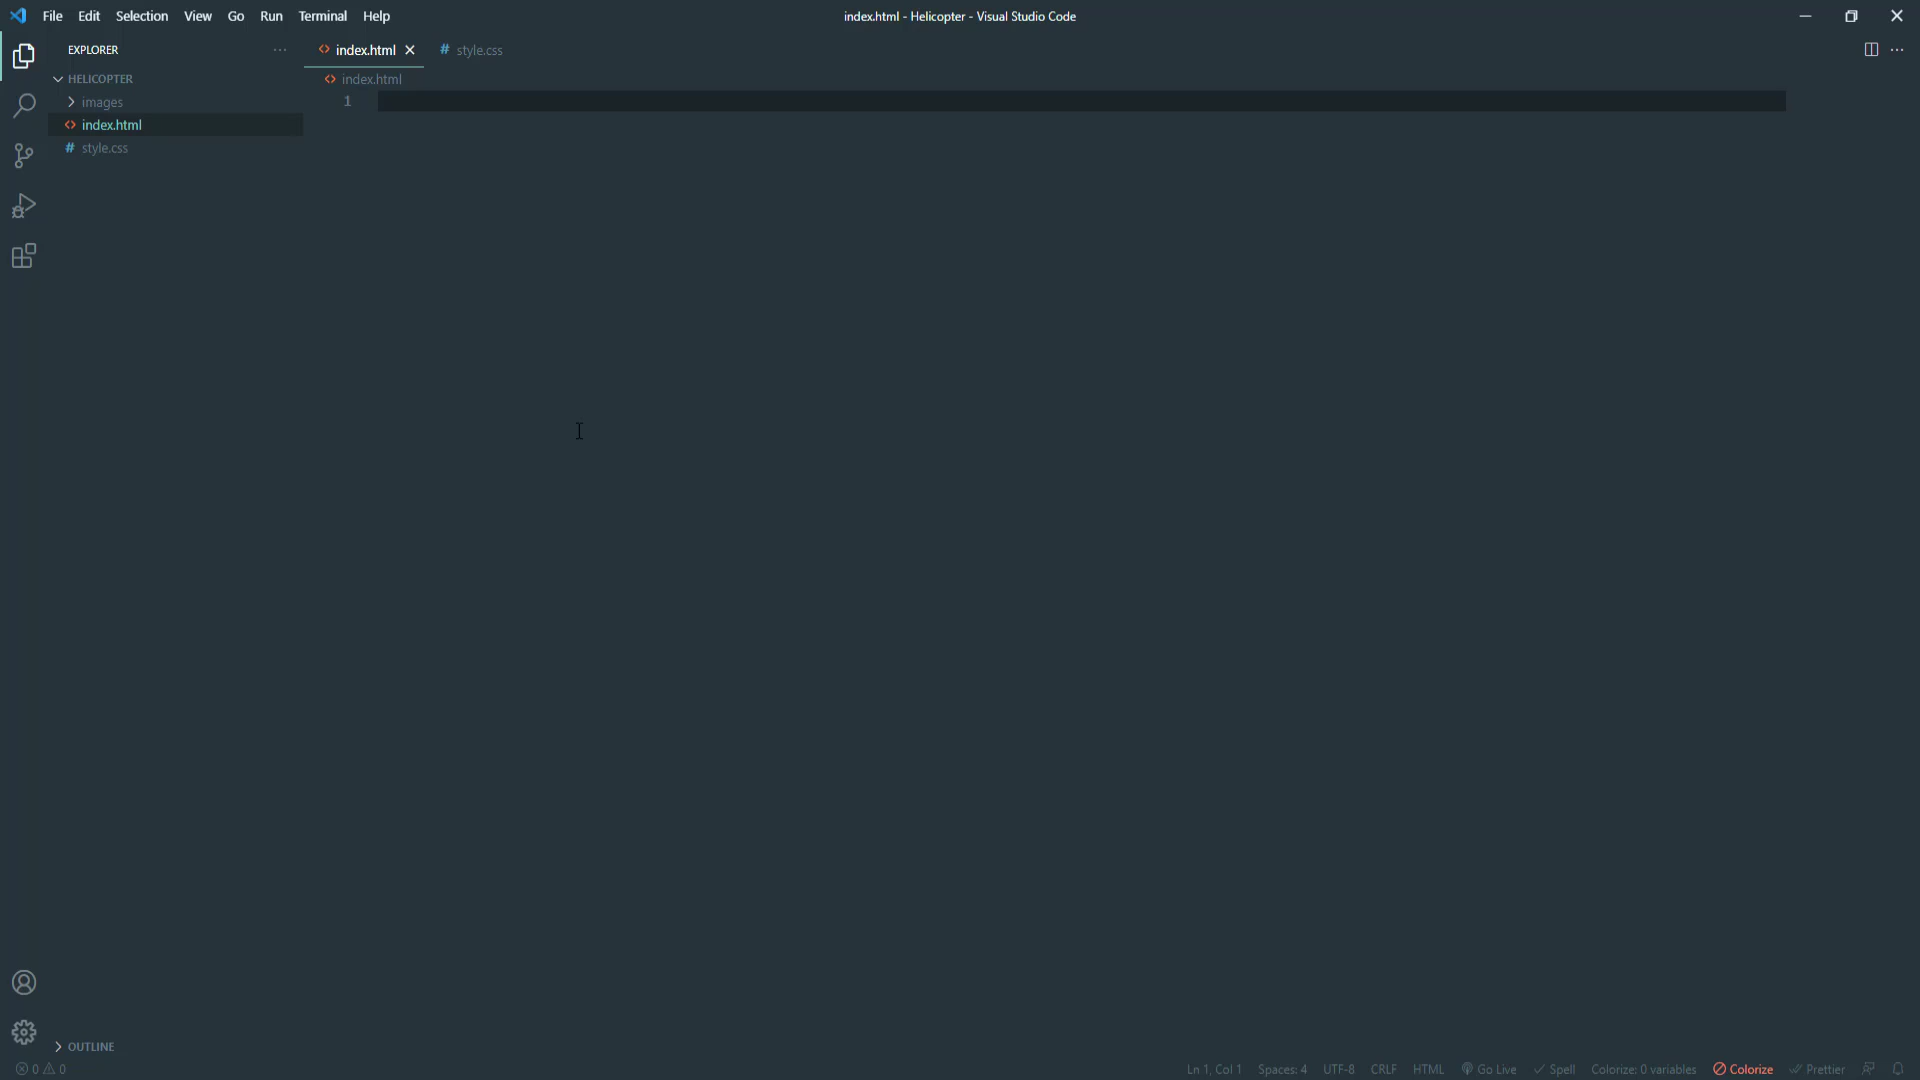 File Edit Selection View Go Run Terminal Help
index.html - Helicopter - Visual Studio Code
EXPLORER
index.html
style.css
HELICOPTER
index.html
images
1
index.html
style.css
OUTLINE
0 0
Ln 1, Col 1 Spaces: 4 UTF-8 CRLF HTML Go Live Spell Colorize: 0 variables Colorize Prettier